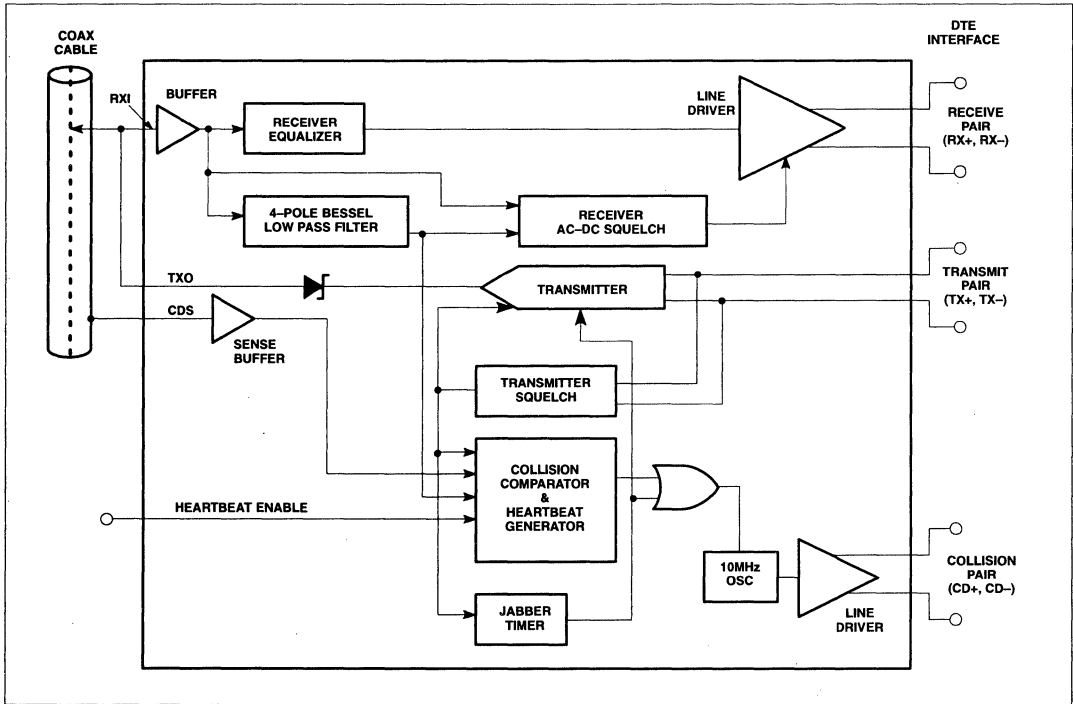 COAX
CABLE
DTE
INTERFACE
RXI
BUFFER
RECEIVER
EQUALIZER
LINE
DRIVER
RECEIVE
PAIR
(RX+, RX–)
4–POLE BESSEL
LOW PASS FILTER
RECEIVER
AC–DC SQUELCH
TXO
TRANSMITTER
TRANSMIT
PAIR
(TX+, TX–)
CDS
SENSE
BUFFER
TRANSMITTER
SQUELCH
COLLISION
COMPARATOR
&
HEARTBEAT
GENERATOR
HEARTBEAT ENABLE
10MHz
OSC
LINE
DRIVER
COLLISION
PAIR
(CD+, CD–)
JABBER
TIMER